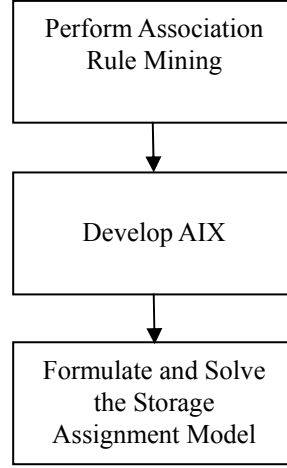 Perform Association
Rule Mining
Develop AIX
Formulate and Solve
the Storage
Assignment Model